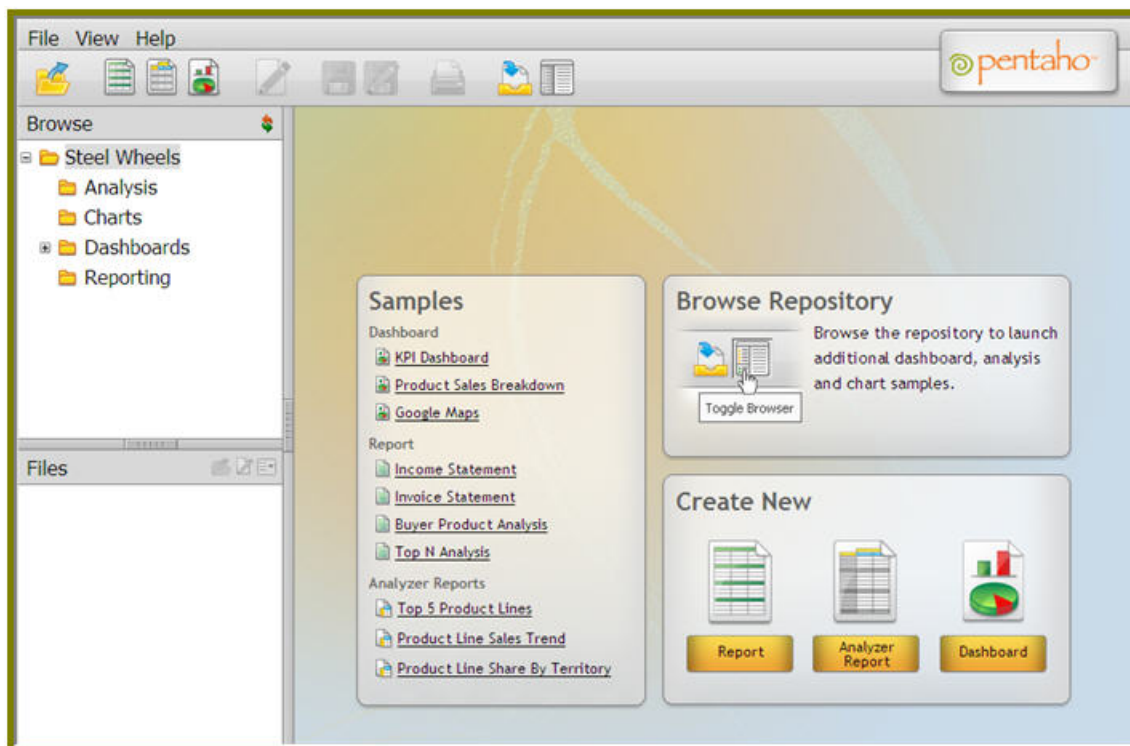 File View Help
pentaho
Browse
Steel Wheels
Analysis
Charts
Dashboards
Reporting
Files
Samples
Dashboard
KPI Dashboard
Product Sales Breakdown
Google Maps
Report
Income Statement
Invoice Statement
Buyer Product Analysis
Top N Analysis
Analyzer Reports
Top 5 Product Lines
Product Line Sales Trend
Product Line Share By Territory
Browse Repository
Browse the repository to launch
additional dashboard, analysis
and chart samples.
Toggle Browser
Create New
Report
Analyzer
Report
Dashboard